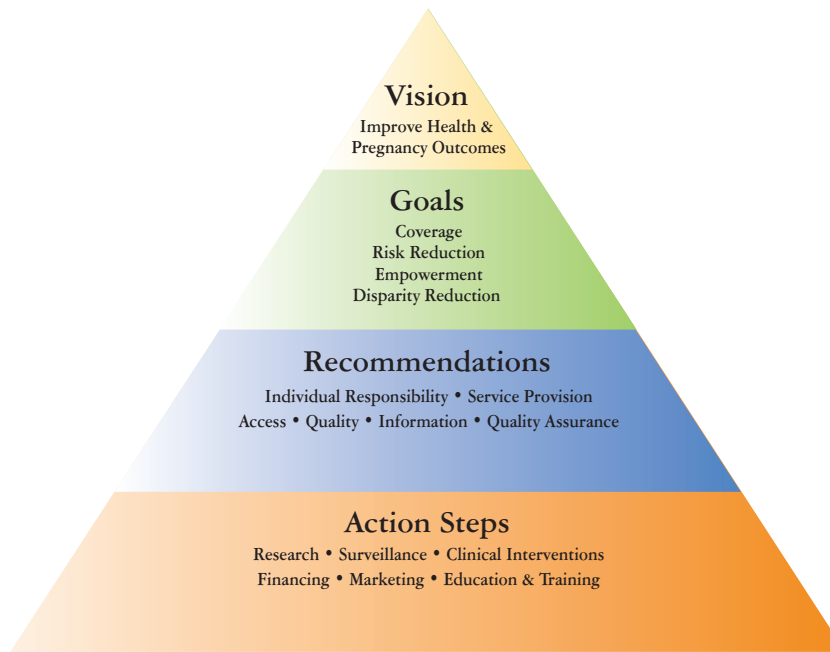 Vision
Improve Health &
Pregnancy Outcomes
Goals
Coverage
Risk Reduction
Empowerment
Disparity Reduction
Recommendations
Individual Responsibility • Service Provision
Access • Quality • Information • Quality Assurance
Action Steps
Research • Surveillance • Clinical Interventions
Financing • Marketing • Education & Training